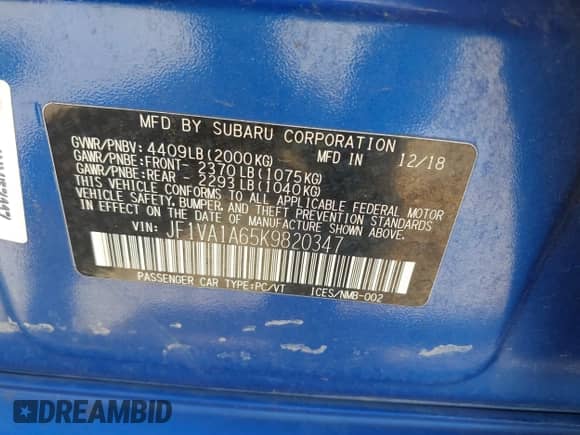 MFD BY SUBARU CORPORATION
GVWR/PNBV: 4409LB(2000KG) MFD IN 12/18
GAWR/PNBE:FRONT- 2370LB(1075KG)
GAWR/PNBE:REAR - 2293LB(1040KG)
THIS VEHICLE CONFORMS TO ALL APPLICABLE FEDERAL MOTOR
VEHICLE SAFETY, BUMPER, AND THEFT PREVENTION STANDARDS
IN EFFECT ON THE DATE OF MANUFACTURE SHOWN ABOVE.
VIN: JF1VA1A65K9820347
PASSENGER CAR TYPE:PC/VT ICES/NMB-002
DREAMBID